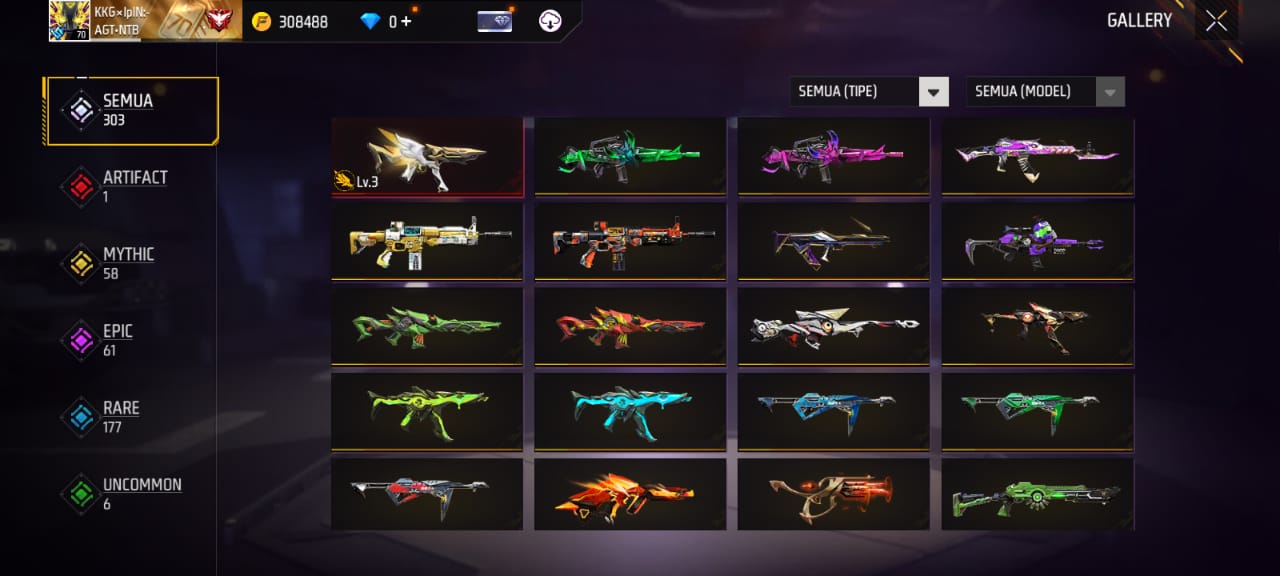 KKG×IpIN:-
AGT•NTB
70
308488
0 +
GALLERY
SEMUA
303
SEMUA (TIPE)
SEMUA (MODEL)
ARTIFACT
1
Lv.3
MYTHIC
58
EPIC
61
RARE
177
UNCOMMON
6